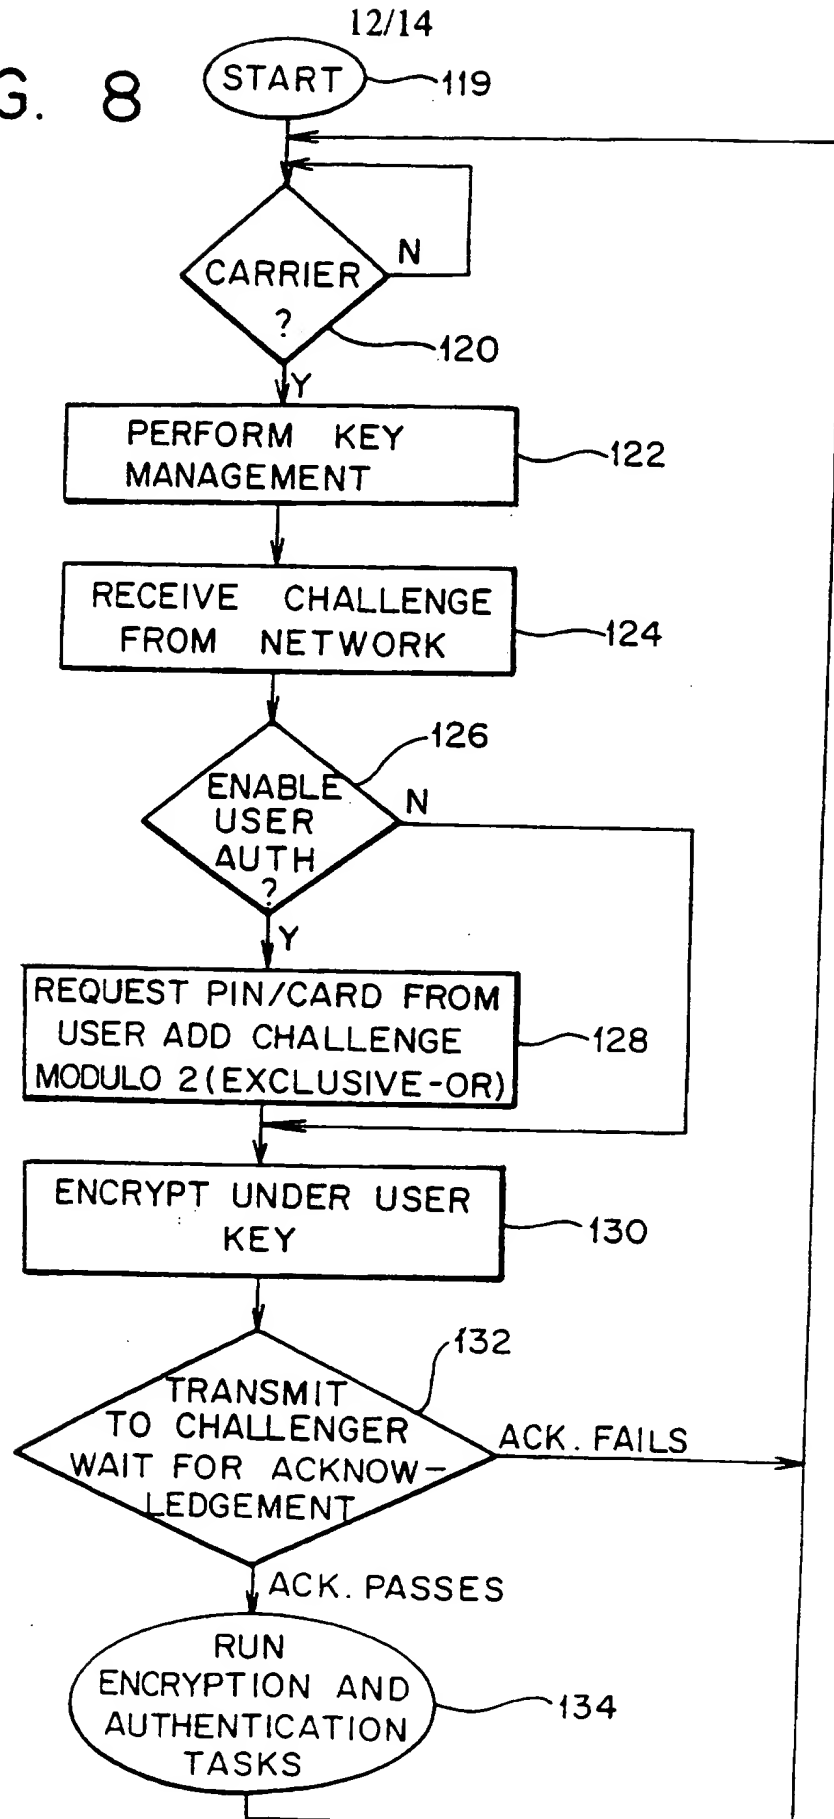 12/14
G. 8
START
119
N
CARRIER
?
120
Y
PERFORM KEY
MANAGEMENT
122
RECEIVE CHALLENGE
FROM NETWORK
124
126
ENABLE
N
USER
AUTH
?
Y
REQUEST PIN/CARD FROM
USER ADD CHALLENGE
MODULO 2 (EXCLUSIVE-OR)
128
ENCRYPT UNDER USER
KEY
130
132
TRANSMIT
TO CHALLENGER
WAIT FOR ACKNOW-
LEDGEMENT
ACK. FAILS
ACK. PASSES
RUN
ENCRYPTION AND
AUTHENTICATION
TASKS
134